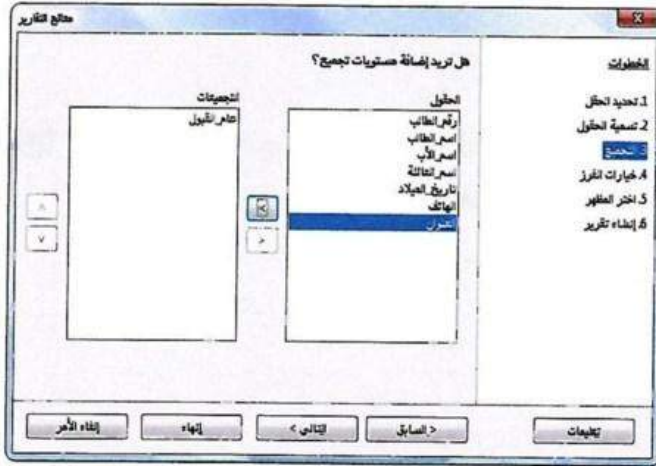 معالج التقارير
الخطوات
1. تحديد الحقل
2. تسمية الحقول
3. التجميع
4. خيارات الفرز
5. اختر المظهر
6. إنشاء تقرير
هل تريد إضافة مستويات تجميع؟
الحقول
رقم_الطالب
اسم_الطالب
اسم_الأب
اسم_العائلة
تاريخ_الميلاد
الهاتف
العنوان
التجميعات
عام_القبول
تعليمات
< السابق
التالي >
إنهاء
إلغاء الأمر